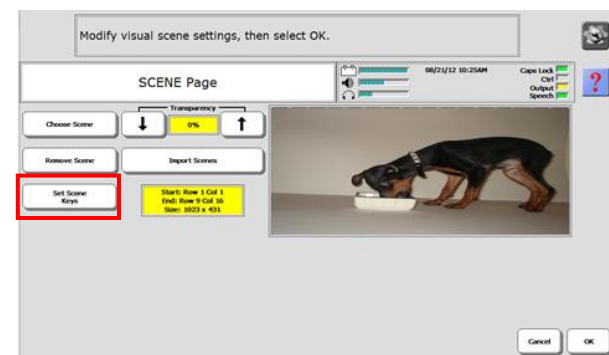 Modify visual scene settings, then select OK.
SCENE Page
08/21/12 10:25AM
Caps Lock
Ctrl
Output
Speech
?
Transparency
Choose Scene
0%
Remove Scene
Import Scenes
Set Scene
Keys
Start: Row 1 Col 1
End: Row 9 Col 16
Size: 1023 x 431
Cancel
OK